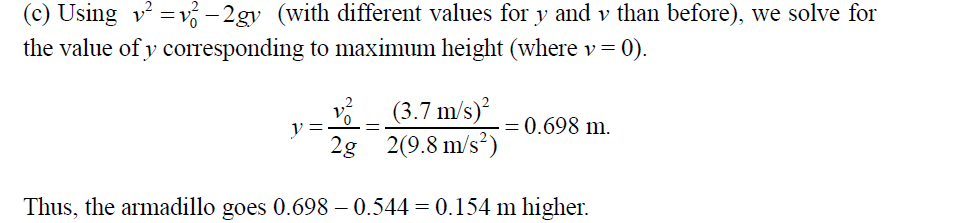 (c) Using v² = v₀² – 2gy (with different values for y and v than before), we solve for
the value of y corresponding to maximum height (where v = 0).
y = v₀² / 2g = (3.7 m/s)² / 2(9.8 m/s²) = 0.698 m.
Thus, the armadillo goes 0.698 – 0.544 = 0.154 m higher.